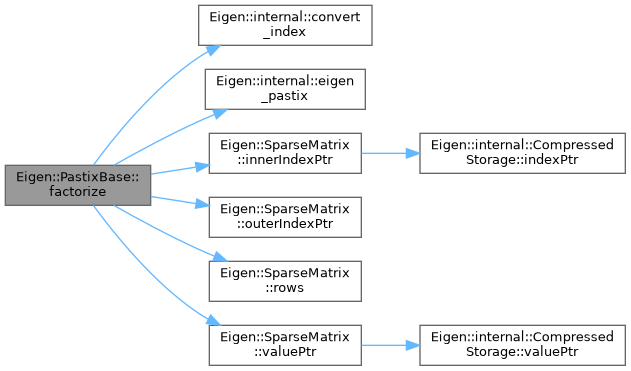 Eigen::PastixBase::
factorize
Eigen::internal::convert
_index
Eigen::internal::eigen
_pastix
Eigen::SparseMatrix
::innerIndexPtr
Eigen::internal::Compressed
Storage::indexPtr
Eigen::SparseMatrix
::outerIndexPtr
Eigen::SparseMatrix
::rows
Eigen::SparseMatrix
::valuePtr
Eigen::internal::Compressed
Storage::valuePtr